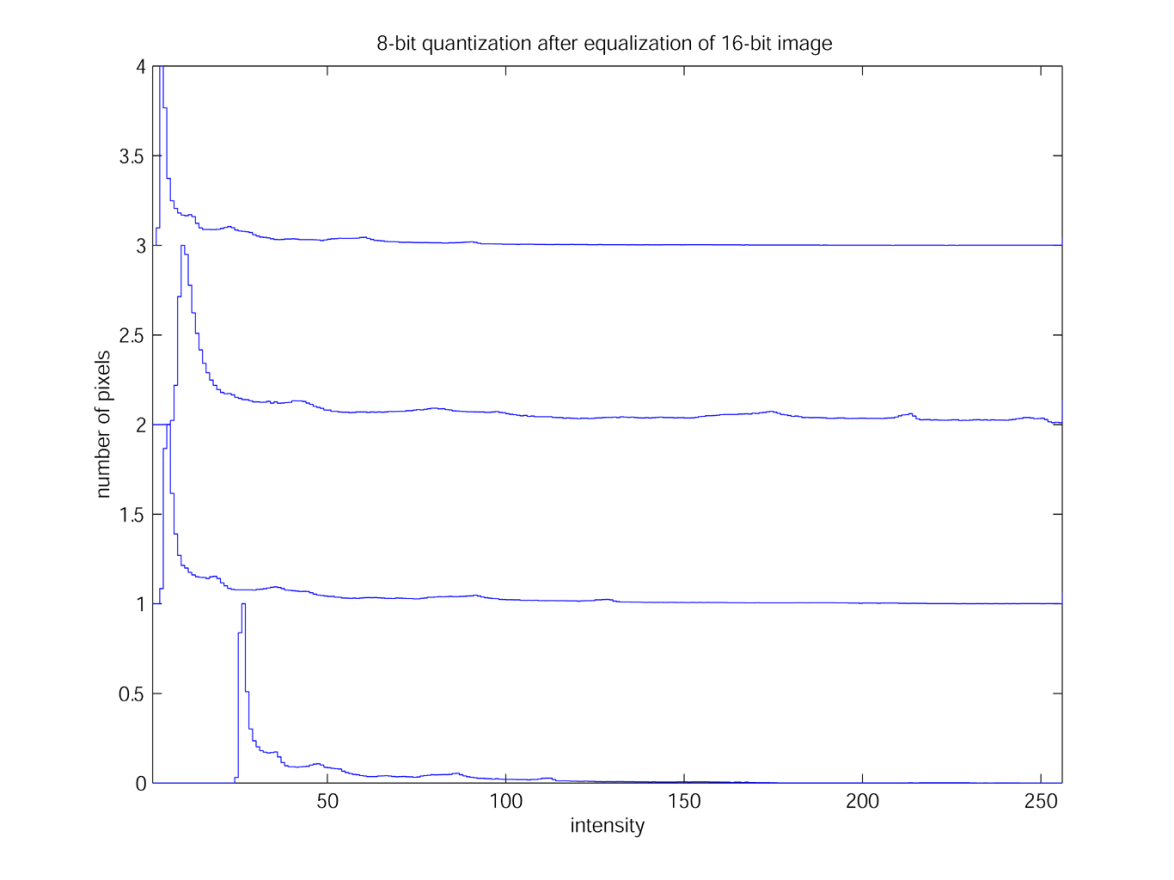 8-bit quantization after equalization of 16-bit image
4
3.5
3
2.5
2
1.5
1
0.5
0
number of pixels
50 100 150 200 250
intensity